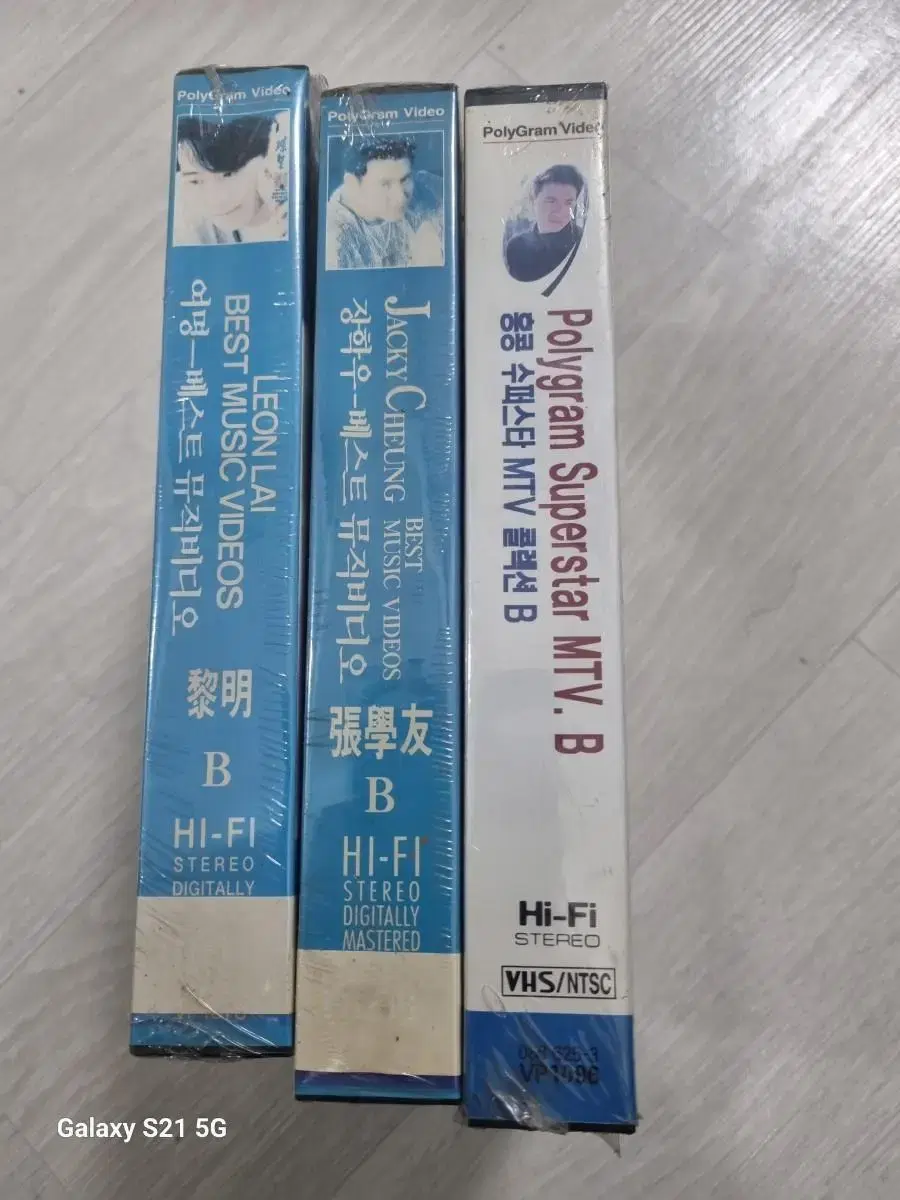 PolyGram Video
LEON LAI
BEST MUSIC VIDEOS
여명-베스트 뮤직비디오
黎明
B
HI-FI
STEREO
DIGITALLY
PolyGram Video
JACKY CHEUNG BEST MUSIC VIDEOS
장학우-베스트 뮤직비디오
張學友
B
HI-FI
STEREO
DIGITALLY
MASTERED
PolyGram Video
Polygram Superstar MTV. B
홍콩 수퍼스타 MTV 콜랙션 B
Hi-Fi
STEREO
VHS/NTSC
Galaxy S21 5G